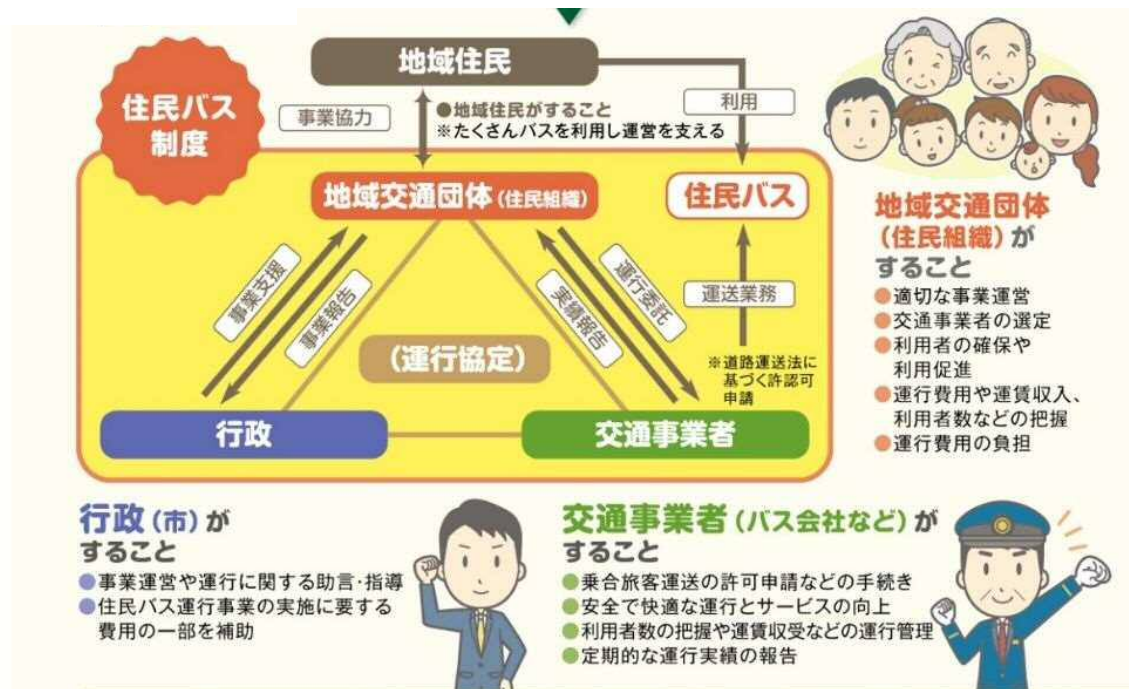 地域住民
住民バス
制度
事業協力
●地域住民がすること
※たくさんバスを利用し運営を支える
利用
地域交通団体(住民組織)
住民バス
事業支援
事業報告
実績報告
運行委託
運送業務
(運行協定)
※道路運送法に
基づく許認可
申請
行政
交通事業者
地域交通団体
(住民組織)が
すること
●適切な事業運営
●交通事業者の選定
●利用者の確保や
利用促進
●運行費用や運賃収入、
利用者数などの把握
●運行費用の負担
行政(市)が
すること
●事業運営や運行に関する助言・指導
●住民バス運行事業の実施に要する
費用の一部を補助
交通事業者(バス会社など)が
すること
●乗合旅客運送の許可申請などの手続き
●安全で快適な運行とサービスの向上
●利用者数の把握や運賃収受などの運行管理
●定期的な運行実績の報告